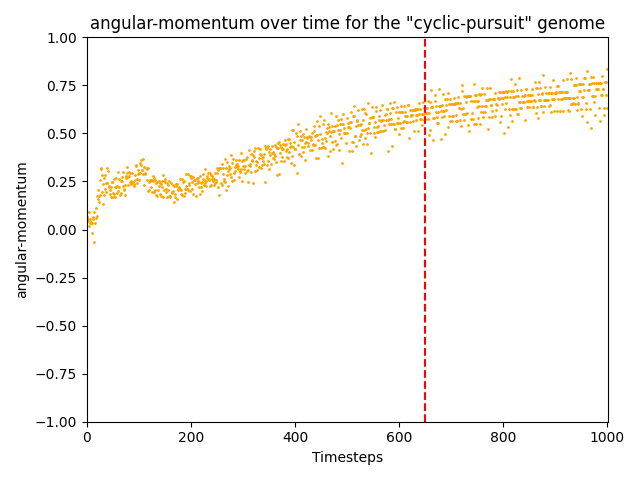 angular-momentum over time for the "cyclic-pursuit" genome
1.00
0.75
0.50
0.25
0.00
−0.25
−0.50
−0.75
−1.00
angular-momentum
0 200 400 600 800 1000
Timesteps